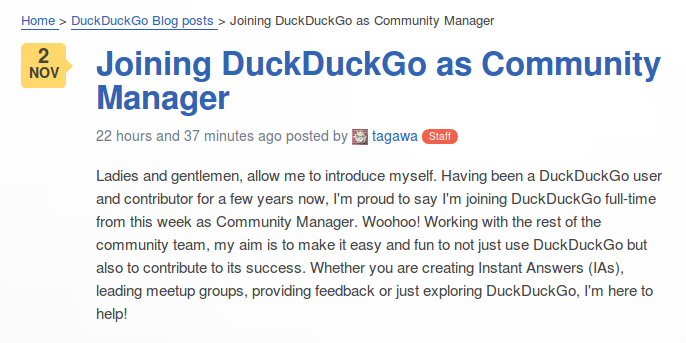 Home > DuckDuckGo Blog posts > Joining DuckDuckGo as Community Manager
2
NOV
Joining DuckDuckGo as Community
Manager
22 hours and 37 minutes ago posted by tagawa Staff
Ladies and gentlemen, allow me to introduce myself. Having been a DuckDuckGo user
and contributor for a few years now, I'm proud to say I'm joining DuckDuckGo full-time
from this week as Community Manager. Woohoo! Working with the rest of the
community team, my aim is to make it easy and fun to not just use DuckDuckGo but
also to contribute to its success. Whether you are creating Instant Answers (IAs),
leading meetup groups, providing feedback or just exploring DuckDuckGo, I'm here to
help!